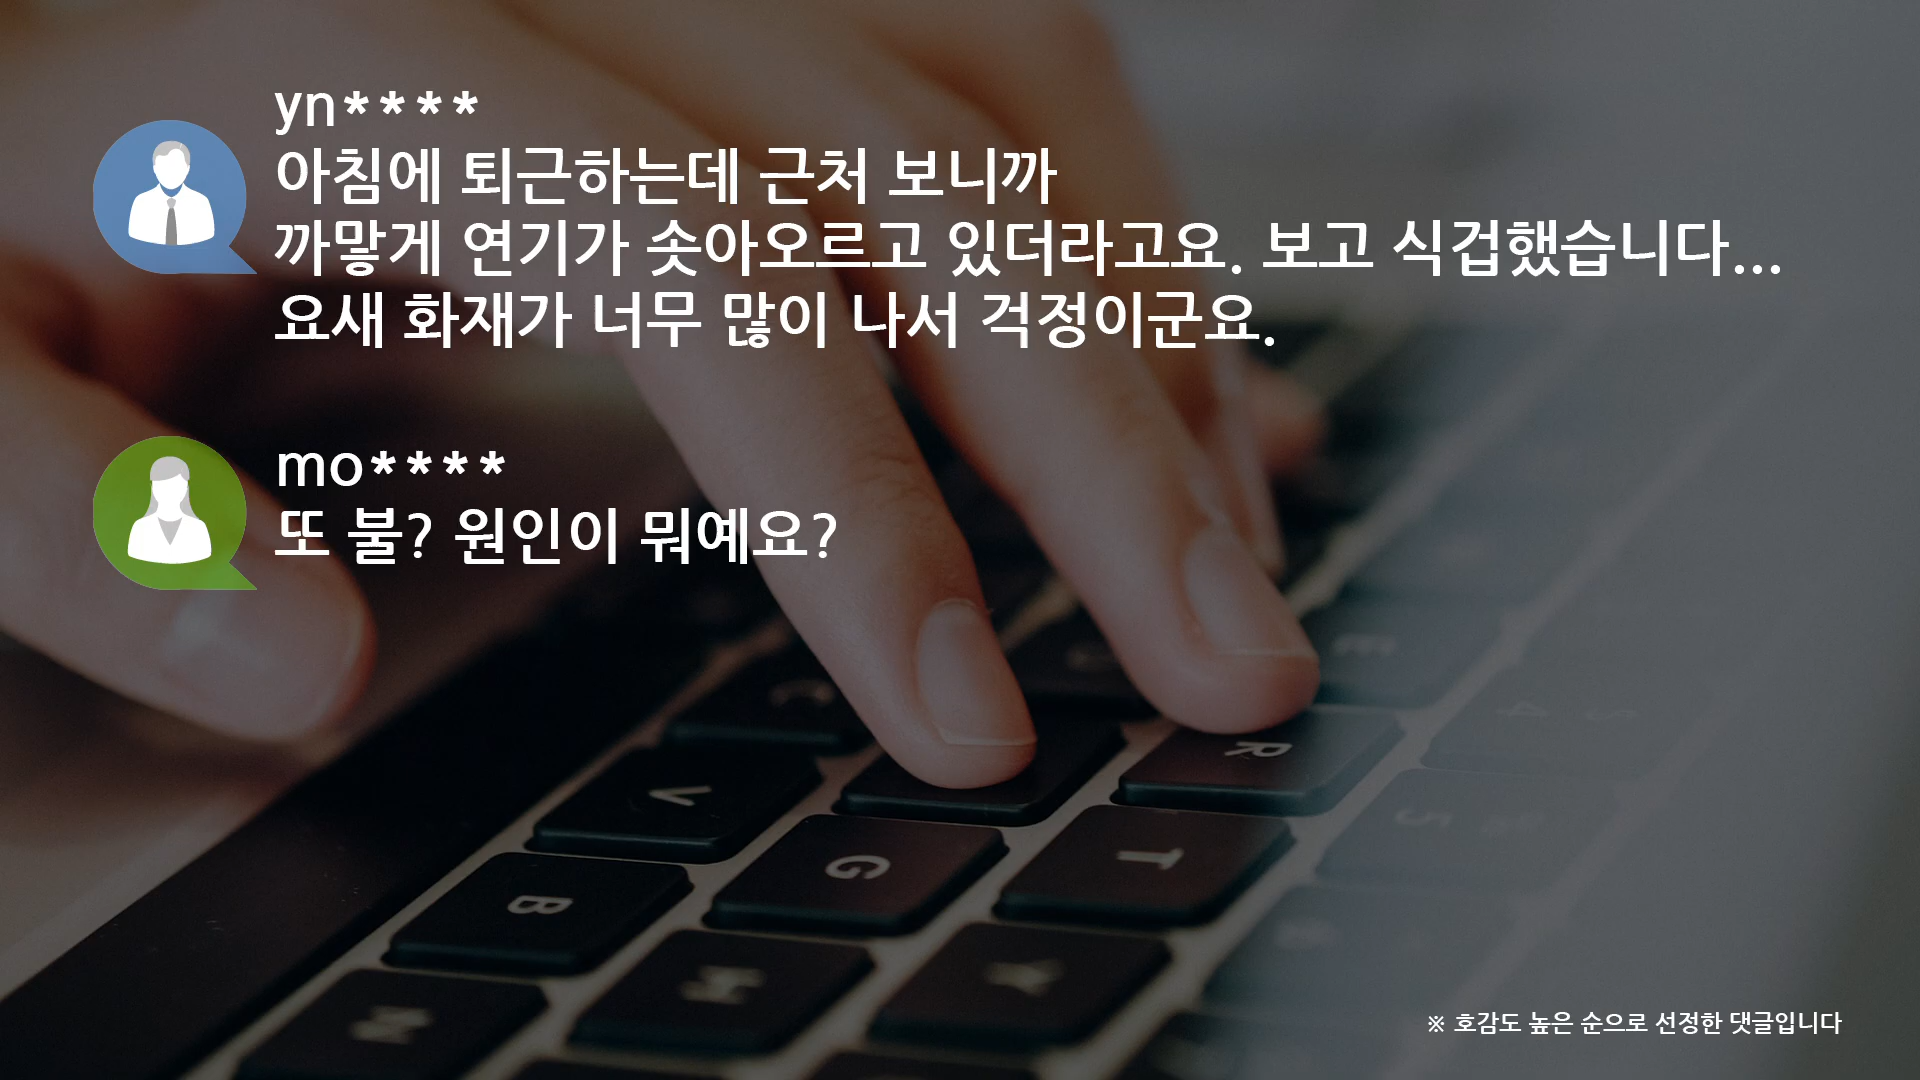 yn****
아침에 퇴근하는데 근처 보니까
까맣게 연기가 솟아오르고 있더라고요. 보고 식겁했습니다...
요새 화재가 너무 많이 나서 걱정이군요.
mo****
또 불? 원인이 뭐예요?
R
V
G
T
B
H
Y
N
※ 호감도 높은 순으로 선정한 댓글입니다